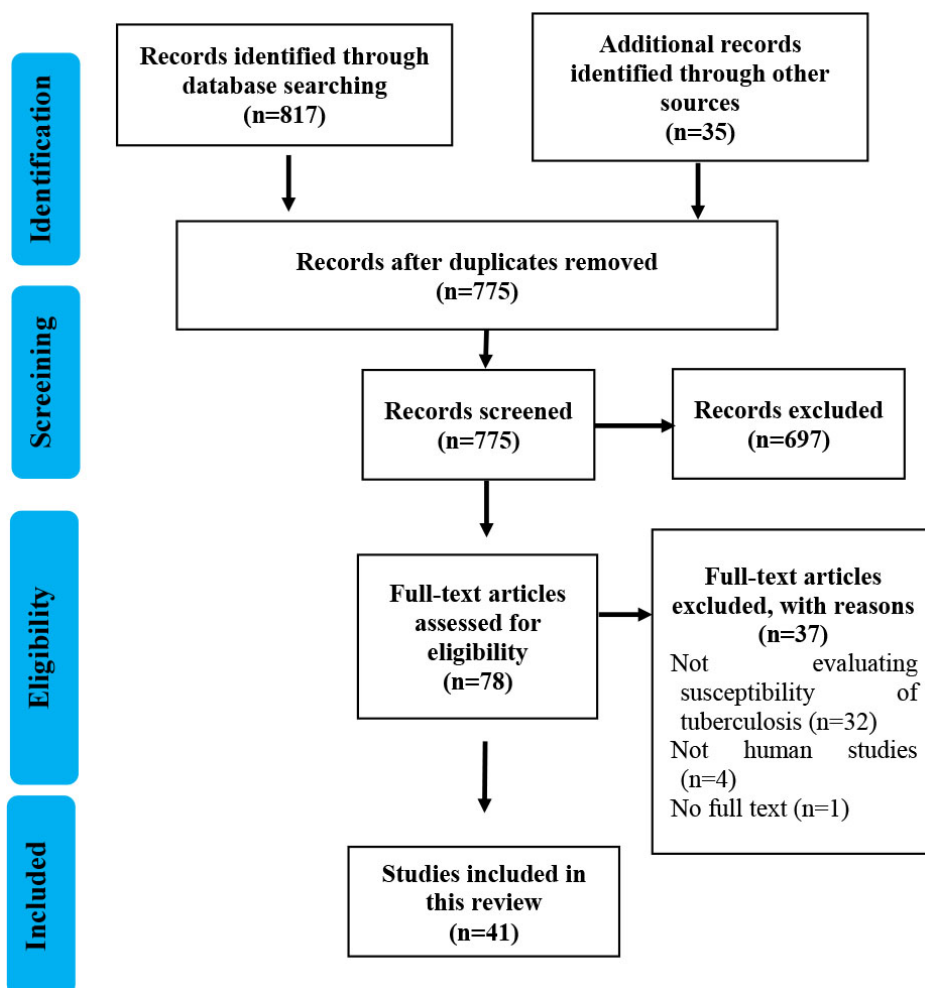 Identification
Records identified through
database searching
(n=817)
Additional records
identified through other
sources
(n=35)
Records after duplicates removed
(n=775)
Screeining
Records screened
(n=775)
Records excluded
(n=697)
Eligibility
Full-text articles
assessed for
eligibility
(n=78)
Full-text articles
excluded, with reasons
(n=37)
Not evaluating
susceptibility of
tuberculosis (n=32)
Not human studies
(n=4)
No full text (n=1)
Included
Studies included in
this review
(n=41)